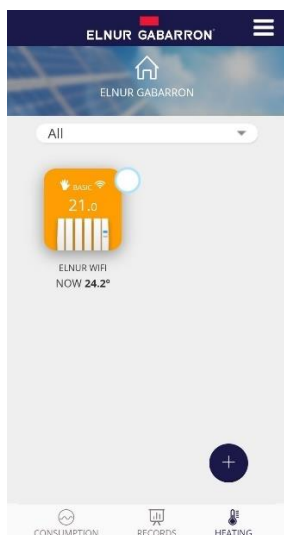 ELNUR GABARRON
ELNUR GABARRON
All
BASIC
21.0
ELNUR WIFI
NOW 24.2°
+
CONSUMPTION RECORDS HEATING